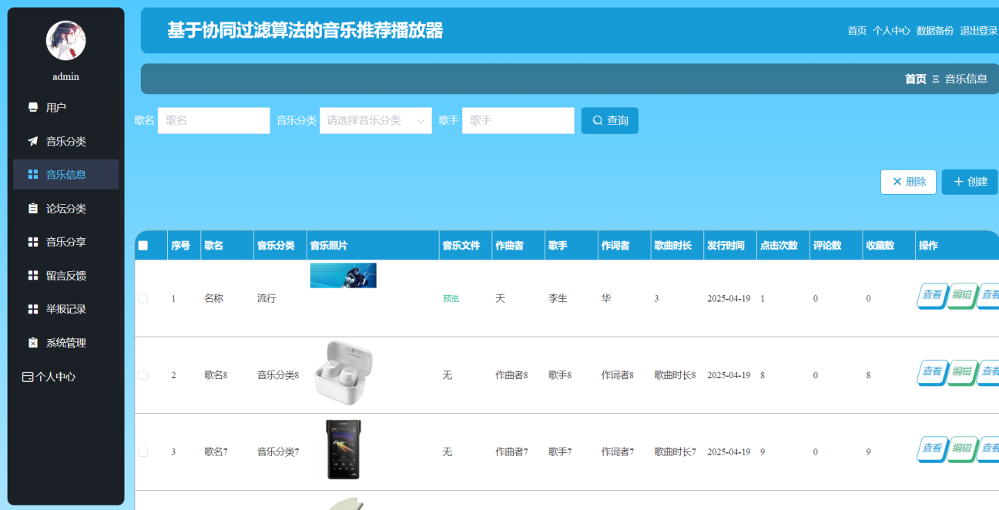 基于协同过滤算法的音乐推荐播放器
首页 个人中心 数据备份 退出登录
admin
首页 Ξ 音乐信息
用户
音乐分类
音乐信息
论坛分类
音乐分享
留言反馈
举报记录
系统管理
个人中心
歌名 歌名 音乐分类 请选择音乐分类 歌手 歌手 查询
删除 创建
序号 歌名 音乐分类 音乐照片 音乐文件 作曲者 歌手 作词者 歌曲时长 发行时间 点击次数 评论数 收藏数 操作
1 名称 流行 预览 天 李生 华 3 2025-04-19 1 0 0 查看 编辑 查看
2 歌名8 音乐分类8 无 作曲者8 歌手8 作词者8 歌曲时长8 2025-04-19 8 0 8 查看 编辑 查看
3 歌名7 音乐分类7 无 作曲者7 歌手7 作词者7 歌曲时长7 2025-04-19 9 0 9 查看 编辑 查看